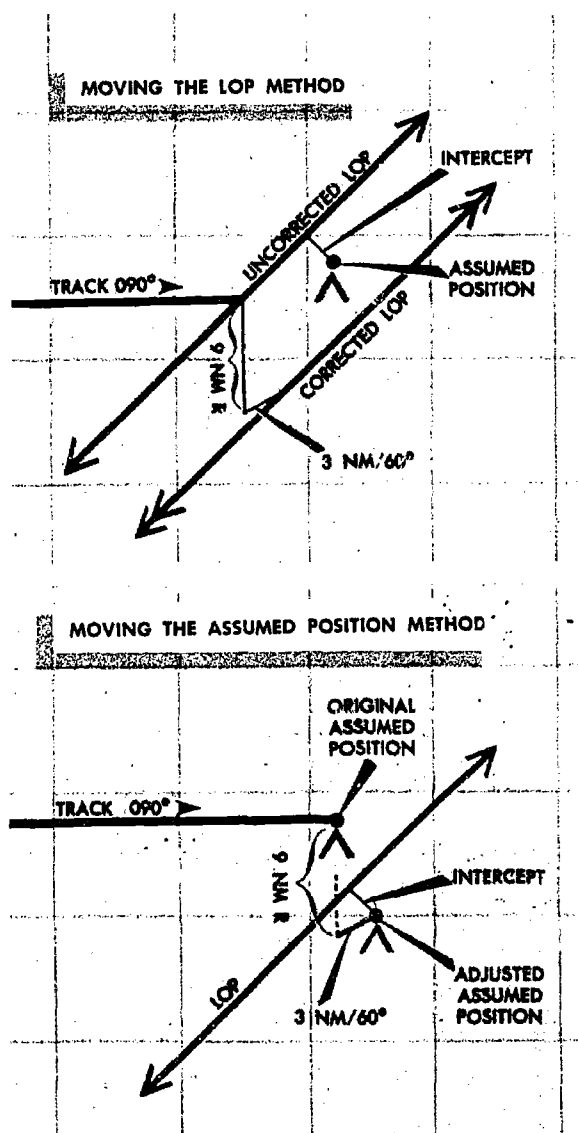 MOVING THE LOP METHOD
INTERCEPT
UNCORRECTED LOP
ASSUMED
POSITION
TRACK 090°
CORRECTED LOP
9 NM R
3 NM/60°
MOVING THE ASSUMED POSITION METHOD
ORIGINAL
ASSUMED
POSITION
TRACK 090°
9 NM R
INTERCEPT
LOP
ADJUSTED
ASSUMED
POSITION
3 NM/60°